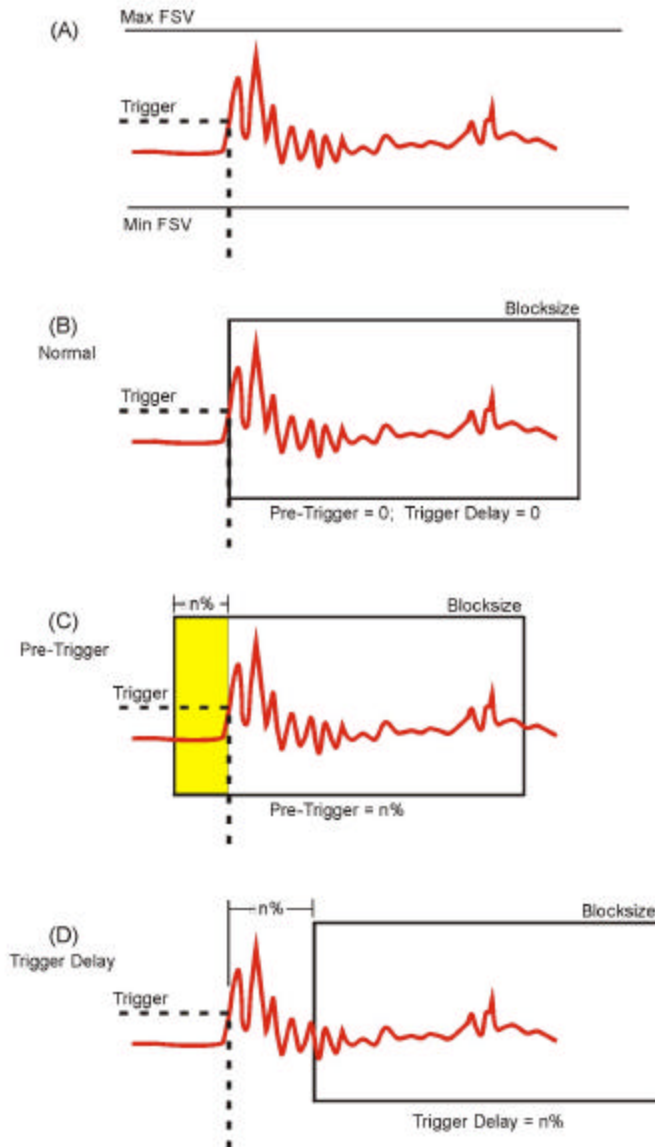 (A)
Max FSV
Trigger
Min FSV
(B)
Normal
Blocksize
Trigger
Pre-Trigger = 0; Trigger Delay = 0
(C)
Pre-Trigger
n%
Blocksize
Trigger
Pre-Trigger = n%
(D)
Trigger Delay
n%
Blocksize
Trigger
Trigger Delay = n%